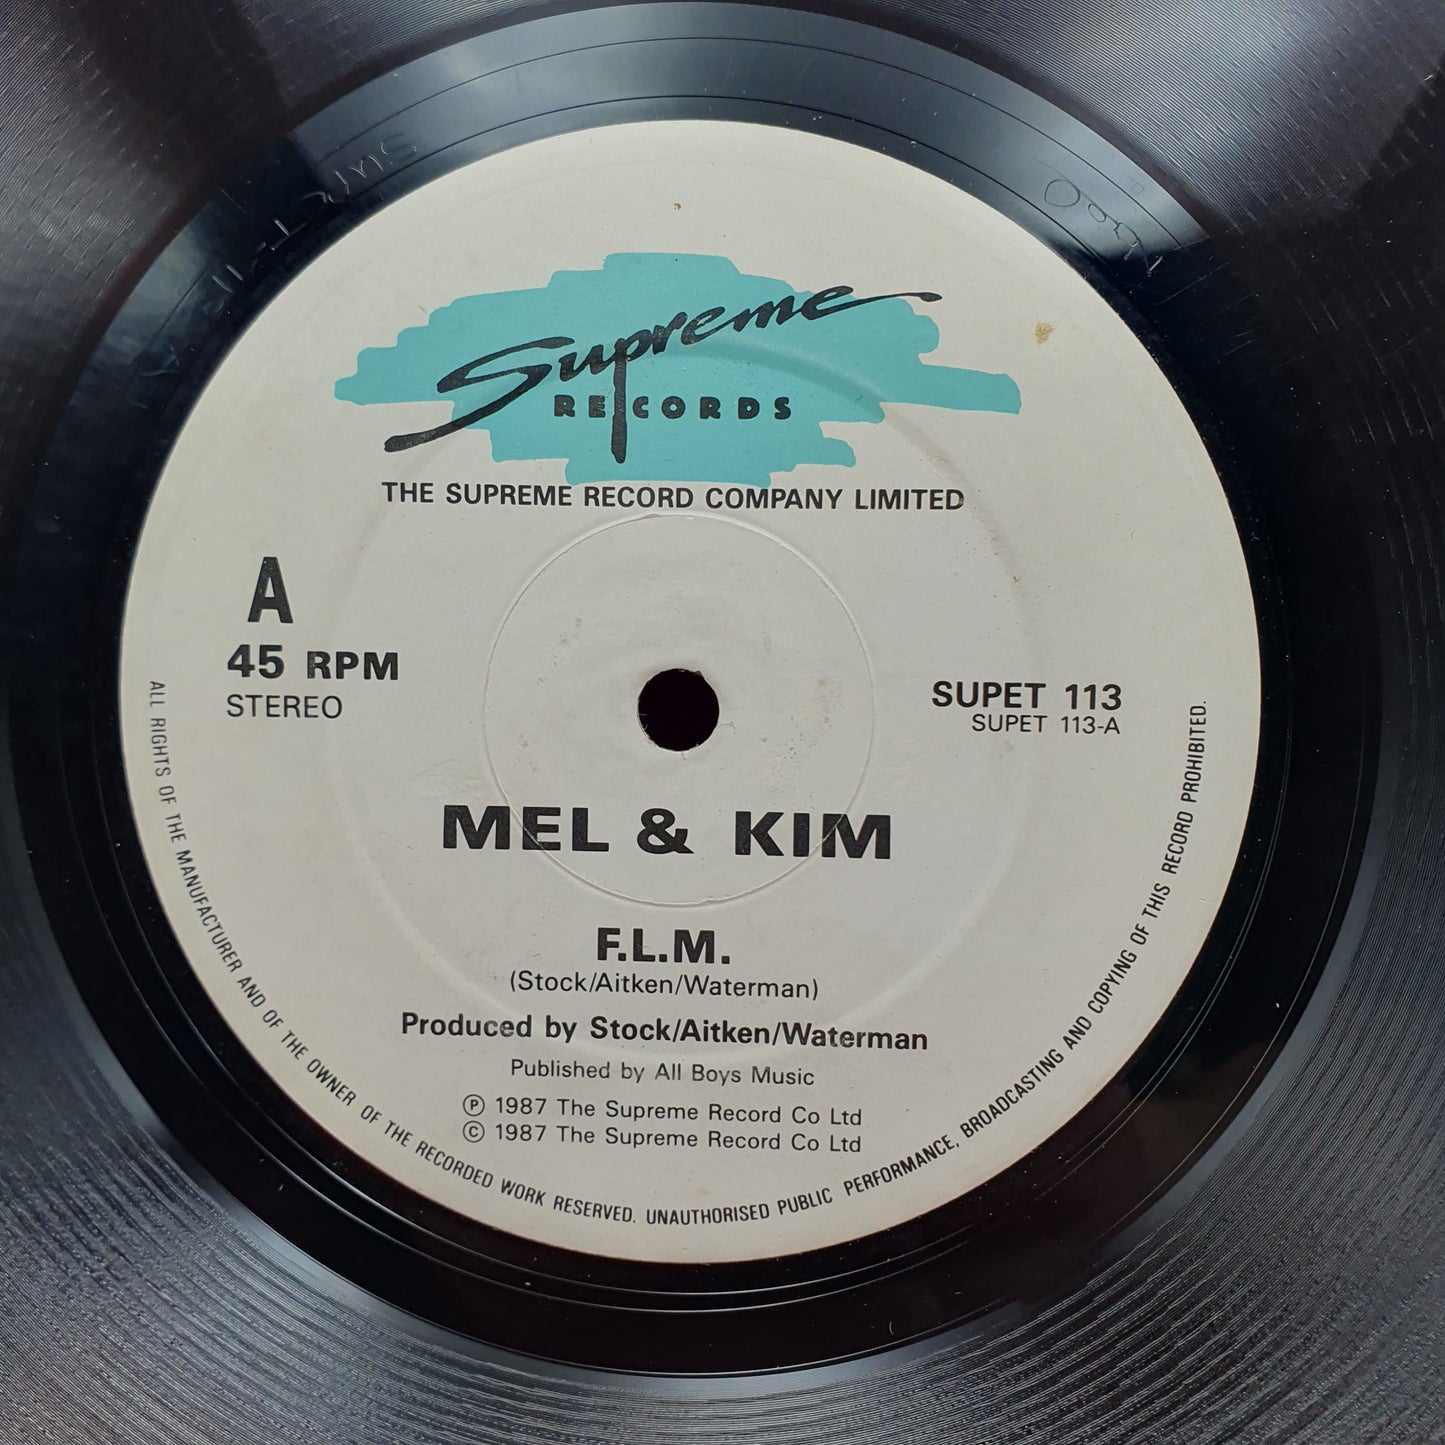 Supreme
RECORDS
THE SUPREME RECORD COMPANY LIMITED
A
45 RPM
STEREO
SUPET 113
SUPET 113-A
MEL & KIM
F.L.M.
(Stock/Aitken/Waterman)
Produced by Stock/Aitken/Waterman
Published by All Boys Music
Ⓟ 1987 The Supreme Record Co Ltd
© 1987 The Supreme Record Co Ltd
ALL RIGHTS OF THE MANUFACTURER AND OF THE OWNER OF THE RECORDED WORK RESERVED. UNAUTHORISED PUBLIC PERFORMANCE, BROADCASTING AND COPYING OF THIS RECORD PROHIBITED.